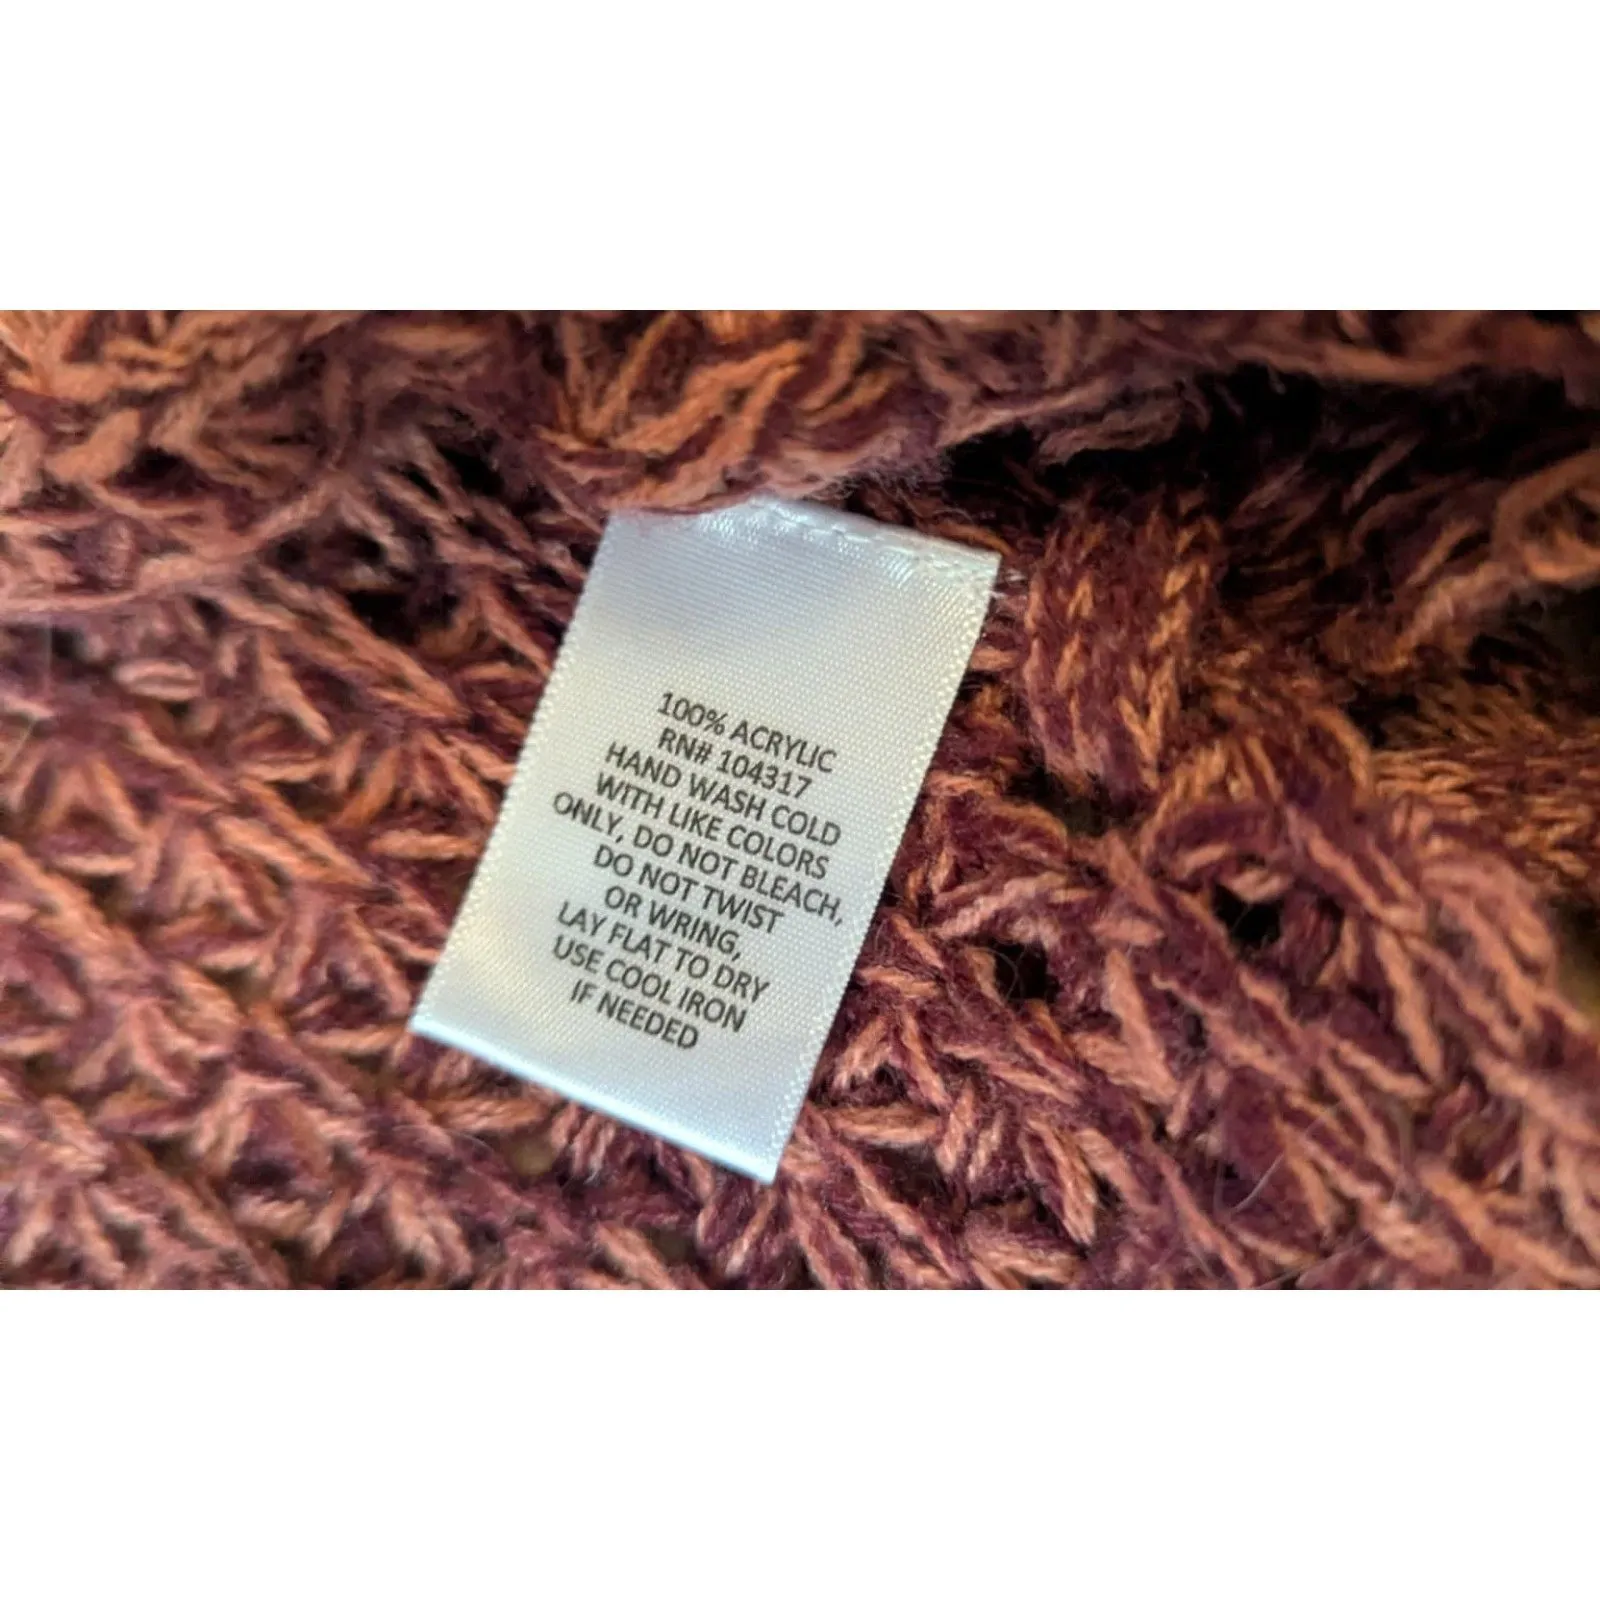 100% ACRYLIC
RN# 104317
HAND WASH COLD
WITH LIKE COLORS
ONLY, DO NOT BLEACH,
DO NOT TWIST
OR WRING,
LAY FLAT TO DRY
USE COOL IRON
IF NEEDED